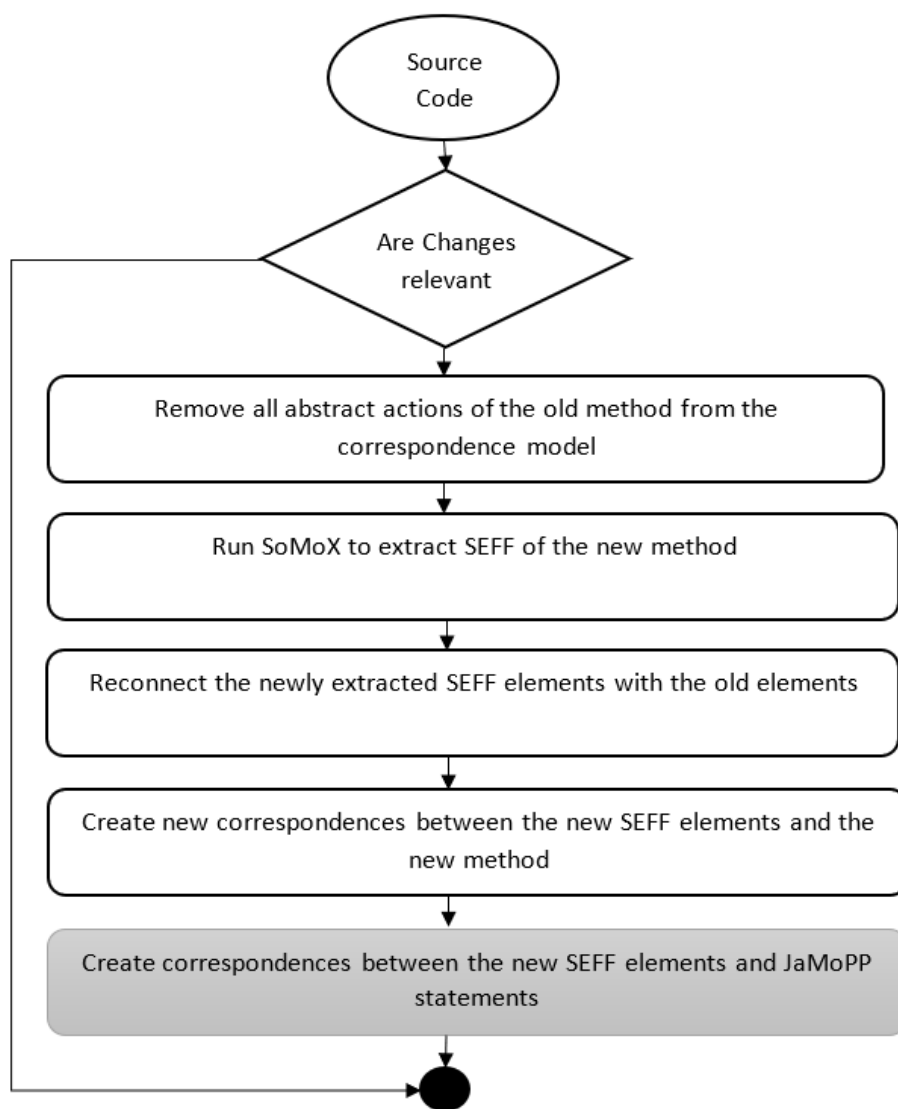 Source
Code
Are Changes
relevant
Remove all abstract actions of the old method from the
correspondence model
Run SoMoX to extract SEFF of the new method
Reconnect the newly extracted SEFF elements with the old elements
Create new correspondences between the new SEFF elements and the
new method
Create correspondences between the new SEFF elements and JaMoPP
statements